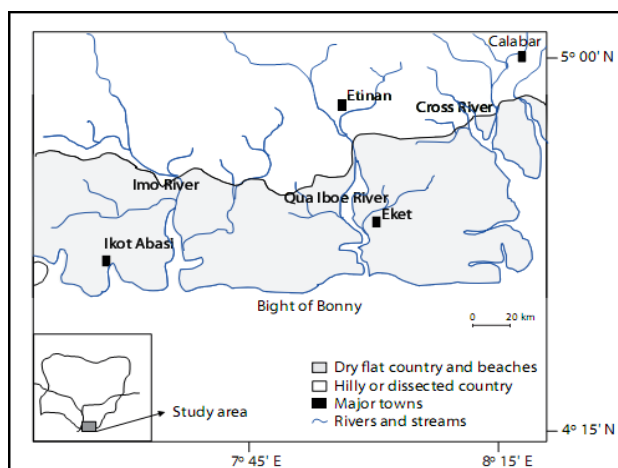 Calabar
5 00' N
Etinan
Cross River
Imo River
Qua Iboe River
Eket
Ikot Abasi
Bight of Bonny
0 20 km
Dry flat country and beaches
Hilly or dissected country
Major towns
Rivers and streams
Study area
4 15' N
7⁰ 45' E
8⁰ 15' E